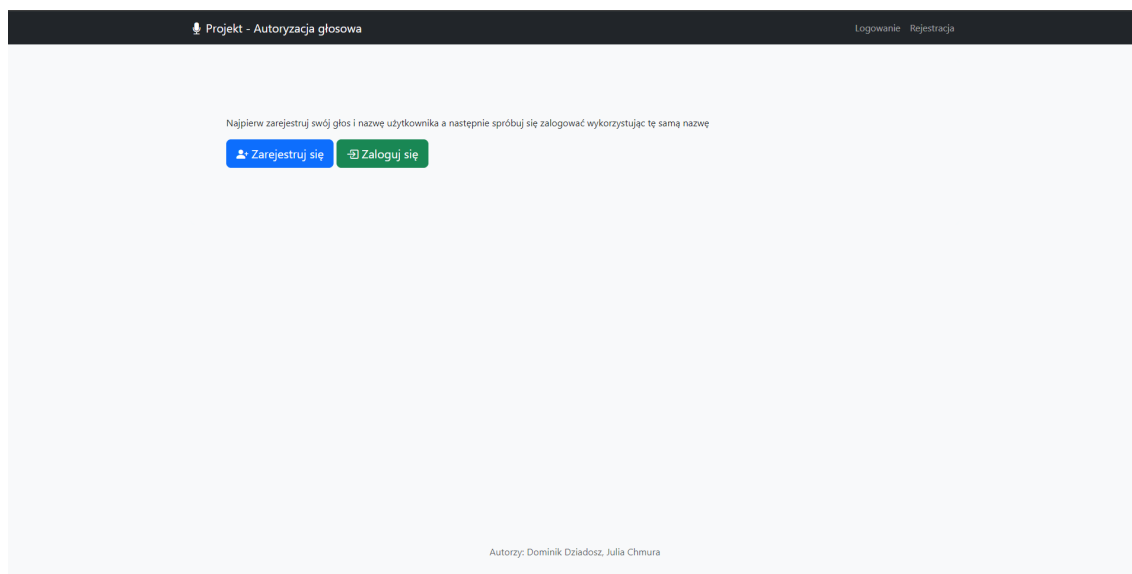 Projekt - Autoryzacja głosowa
Logowanie Rejestracja
Najpierw zarejestruj swój głos i nazwę użytkownika a następnie spróbuj się zalogować wykorzystując tę samą nazwę
Zarejestruj się
Zaloguj się
Autorzy: Dominik Dziadosz, Julia Chmura